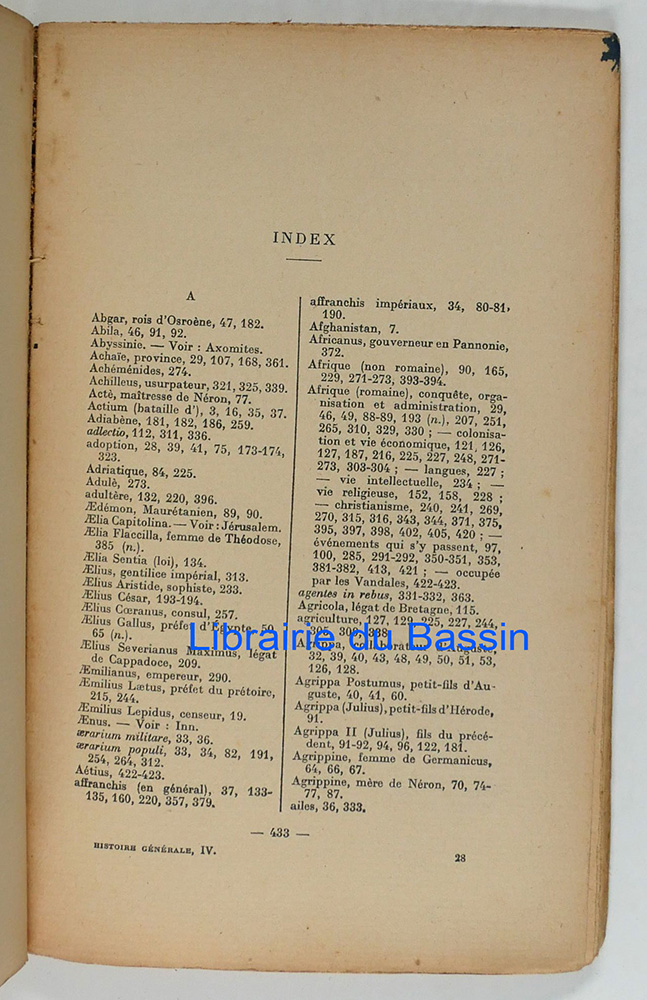 INDEX
A
Abgar, rois d'Osroène, 47, 182.
Abila, 46, 91, 92.
Abyssinie. — Voir : Axomites.
Achaïe, province, 29, 107, 168, 361.
Achéménides, 274.
Achilleus, usurpateur, 321, 325, 339.
Actè, maîtresse de Néron, 77.
Actium (bataille d'), 3, 16, 35, 37.
Adiabène, 181, 182, 186, 259.
adlectio, 112, 311, 336.
adoption, 28, 39, 41, 75, 173-174,
323.
Adriatique, 84, 225.
Adulè, 273.
adultère, 132, 220, 396.
Ædémon, Maurétanien, 89, 90.
Ælia Capitolina. — Voir : Jérusalem.
Ælia Flaccilla, femme de Théodose,
385 (n.).
Ælia Sentia (loi), 134.
Ælius, gentilice impérial, 313.
Ælius Aristide, sophiste, 233.
Ælius César, 193-194.
Ælius Cœranus, consul, 257.
Ælius Gallus, préfet d'Égypte, 50,
65 (n.).
Ælius Severianus Maximus, légat
de Cappadoce, 209.
Æmilianus, empereur, 290.
Æmilius Lætus, préfet du prétoire,
215, 244.
Æmilius Lepidus, censeur, 19.
Ænus. — Voir : Inn.
ærarium militare, 33, 36.
ærarium populi, 33, 34, 82, 191,
254, 264, 312.
Aétius, 422-423.
affranchis (en général), 37, 133-
135, 160, 220, 357, 379.
affranchis impériaux, 34, 80-81,
190.
Afghanistan, 7.
Africanus, gouverneur en Pannonie,
372.
Afrique (non romaine), 90, 165,
229, 271-273, 393-394.
Afrique (romaine), conquête, orga-
nisation et administration, 29,
46, 49, 88-89, 193 (n.), 207, 251,
265, 310, 329, 330 ; — colonisa-
tion et vie économique, 121, 126,
127, 187, 216, 225, 227, 248, 271-
273, 303-304 ; — langues, 227 ;
— vie intellectuelle, 234 ; —
vie religieuse, 152, 158, 228 ;
— christianisme, 240, 241, 269,
270, 315, 316, 343, 344, 371, 375,
395, 397, 398, 402, 405, 420 ; —
événements qui s'y passent, 97,
100, 285, 291-292, 350-351, 353,
381-382, 413, 421 ; — occupée
par les Vandales, 422-423.
agentes in rebus, 331-332, 363.
Agricola, légat de Bretagne, 115.
agriculture, 127, 129, 225, 227, 244,
305, 308, 338.
Agrippa, collaborateur d'Auguste,
32, 39, 40, 43, 48, 49, 50, 51, 53,
126, 128.
Agrippa Postumus, petit-fils d'Au-
guste, 40, 41, 60.
Agrippa (Julius), petit-fils d'Hérode,
91.
Agrippa II (Julius), fils du précé-
dent, 91-92, 94, 96, 122, 181.
Agrippine, femme de Germanicus,
64, 66, 67.
Agrippine, mère de Néron, 70, 74-
77, 87.
ailes, 36, 333.
Librairie du Bassin
— 433 —
HISTOIRE GÉNÉRALE, IV.
28